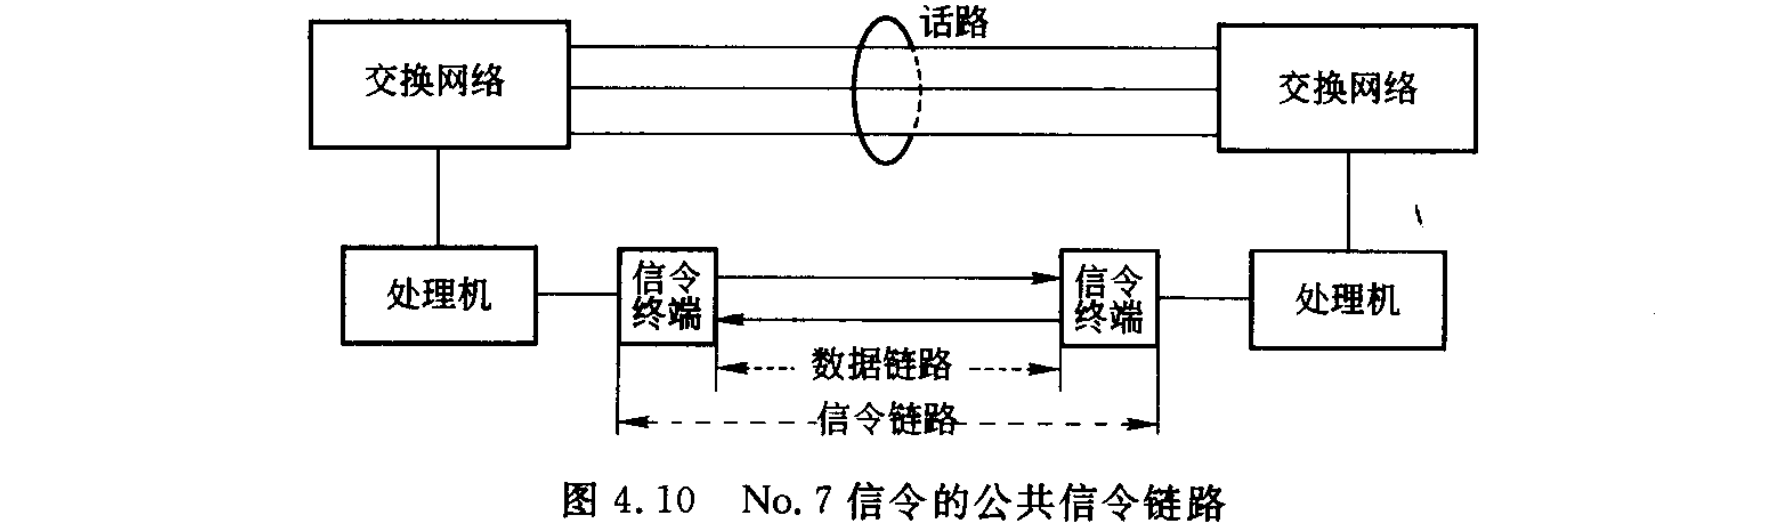 话路
交换网络
交换网络
处理机
信令
终端
信令
终端
处理机
数据链路
信令链路
图 4.10 No.7 信令的公共信令链路